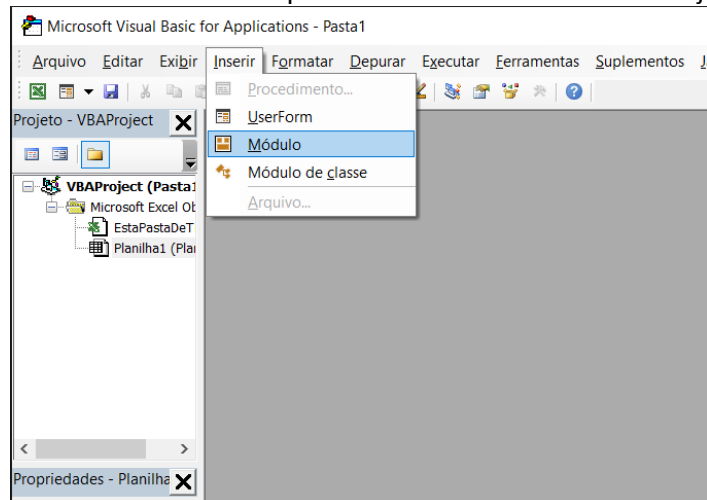 Microsoft Visual Basic for Applications - Pasta1
Arquivo Editar Exibir Inserir Formatar Depurar Executar Ferramentas Suplementos
Procedimento...
Projeto - VBAProject
UserForm
Módulo
Módulo de classe
VBAProject (Pasta1
Arquivo...
Microsoft Excel Ob
EstaPastaDeT
Planilha1 (Plan
Propriedades - Planilha